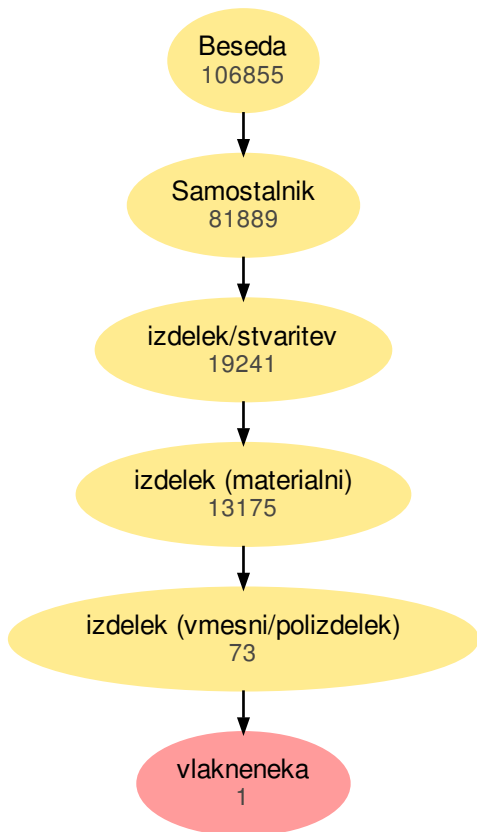 Beseda
106855
Samostalnik
81889
izdelek/stvaritev
19241
izdelek (materialni)
13175
izdelek (vmesni/polizdelek)
73
vlakneneka
1